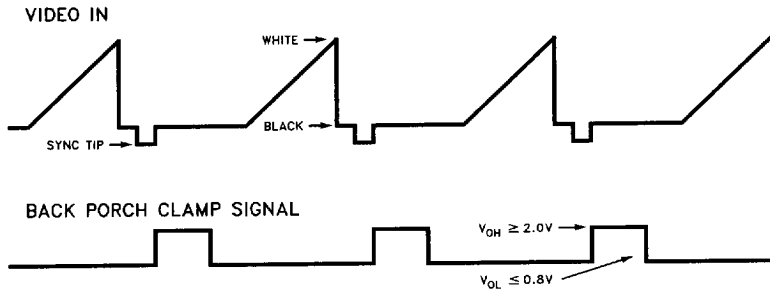 VIDEO IN
WHITE
BLACK
SYNC TIP
BACK PORCH CLAMP SIGNAL
V_OH ≥ 2.0V
V_OL ≤ 0.8V